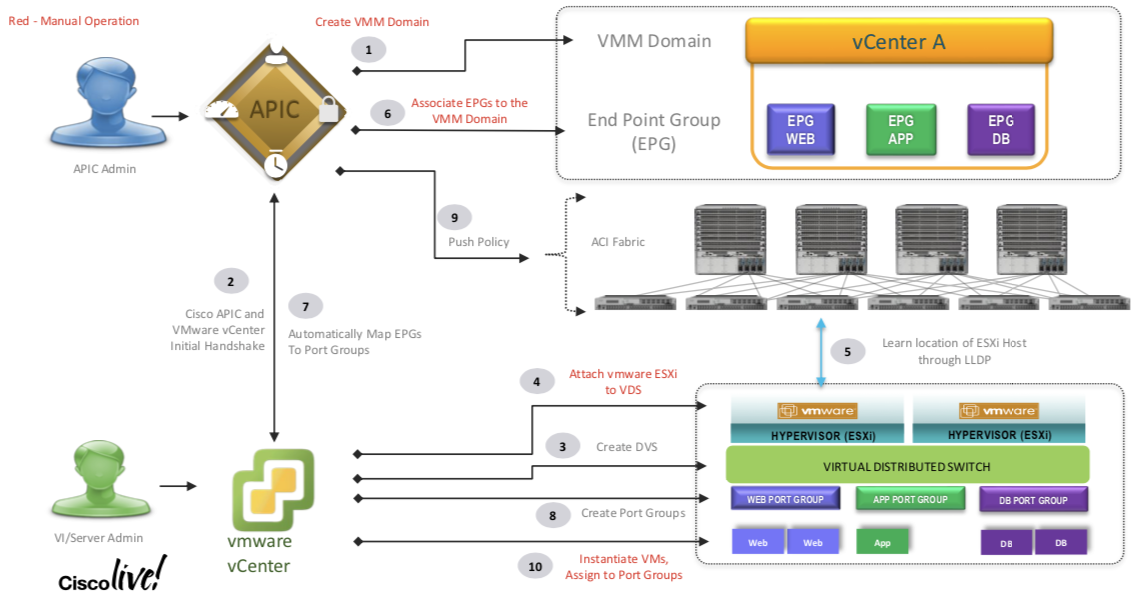 Red - Manual Operation
Create VMM Domain
1
VMM Domain
vCenter A
APIC
6
Associate EPGs to the
VMM Domain
End Point Group
(EPG)
EPG
WEB
EPG
APP
EPG
DB
APIC Admin
9
Push Policy
ACI Fabric
2
Cisco APIC and
VMware vCenter
Initial Handshake
7
Automatically Map EPGs
To Port Groups
5
Learn location of ESXi Host
through LLDP
4
Attach vmware ESXi
to VDS
vmware
HYPERVISOR (ESXi)
vmware
HYPERVISOR (ESXi)
3
Create DVS
VIRTUAL DISTRIBUTED SWITCH
WEB PORT GROUP
APP PORT GROUP
DB PORT GROUP
8
Create Port Groups
Web
Web
App
DB
DB
10
Instantiate VMs,
Assign to Port Groups
VI/Server Admin
vmware
vCenter
Cisco live!